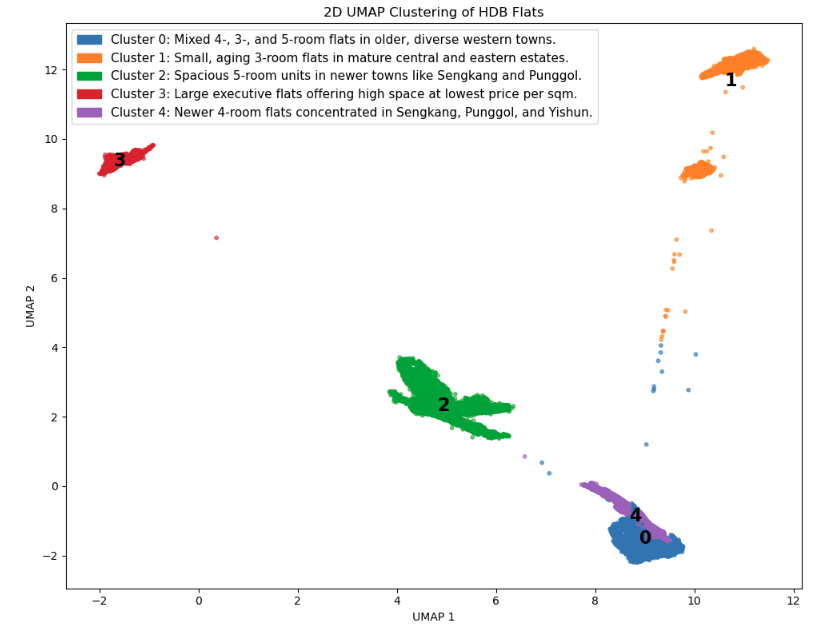 2D UMAP Clustering of HDB Flats
Cluster 0: Mixed 4-, 3-, and 5-room flats in older, diverse western towns.
Cluster 1: Small, aging 3-room flats in mature central and eastern estates.
Cluster 2: Spacious 5-room units in newer towns like Sengkang and Punggol.
Cluster 3: Large executive flats offering high space at lowest price per sqm.
Cluster 4: Newer 4-room flats concentrated in Sengkang, Punggol, and Yishun.
12
10
8
6
4
2
0
−2
UMAP 2
1
3
2
4
0
−2
0
2
4
6
8
10
12
UMAP 1